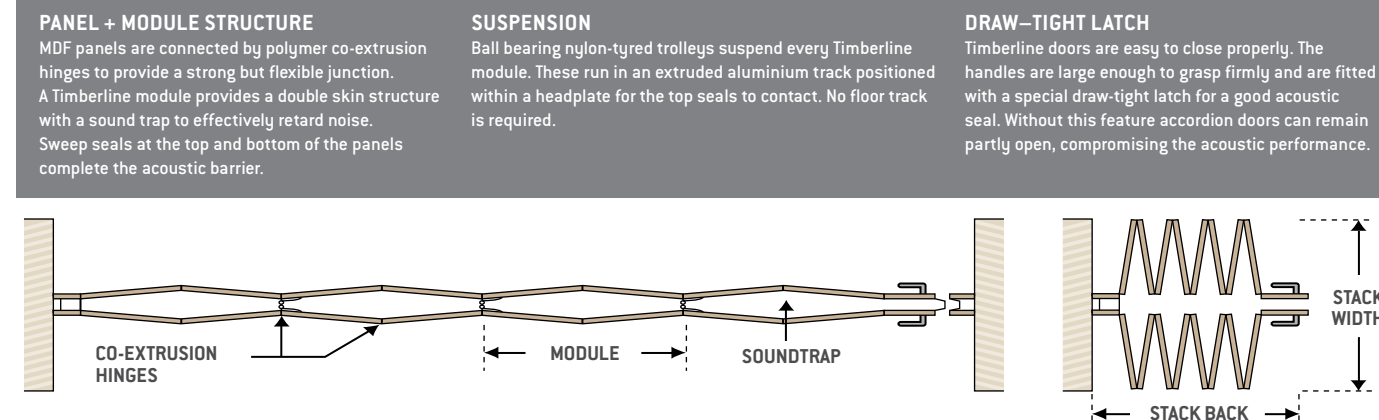 PANEL + MODULE STRUCTURE
MDF panels are connected by polymer co-extrusion
hinges to provide a strong but flexible junction.
A Timberline module provides a double skin structure
with a sound trap to effectively retard noise.
Sweep seals at the top and bottom of the panels
complete the acoustic barrier.
SUSPENSION
Ball bearing nylon-tyred trolleys suspend every Timberline
module. These run in an extruded aluminium track positioned
within a headplate for the top seals to contact. No floor track
is required.
DRAW–TIGHT LATCH
Timberline doors are easy to close properly. The
handles are large enough to grasp firmly and are fitted
with a special draw-tight latch for a good acoustic
seal. Without this feature accordion doors can remain
partly open, compromising the acoustic performance.
CO-EXTRUSION
HINGES
MODULE
SOUNDTRAP
STACK
WIDTH
STACK BACK